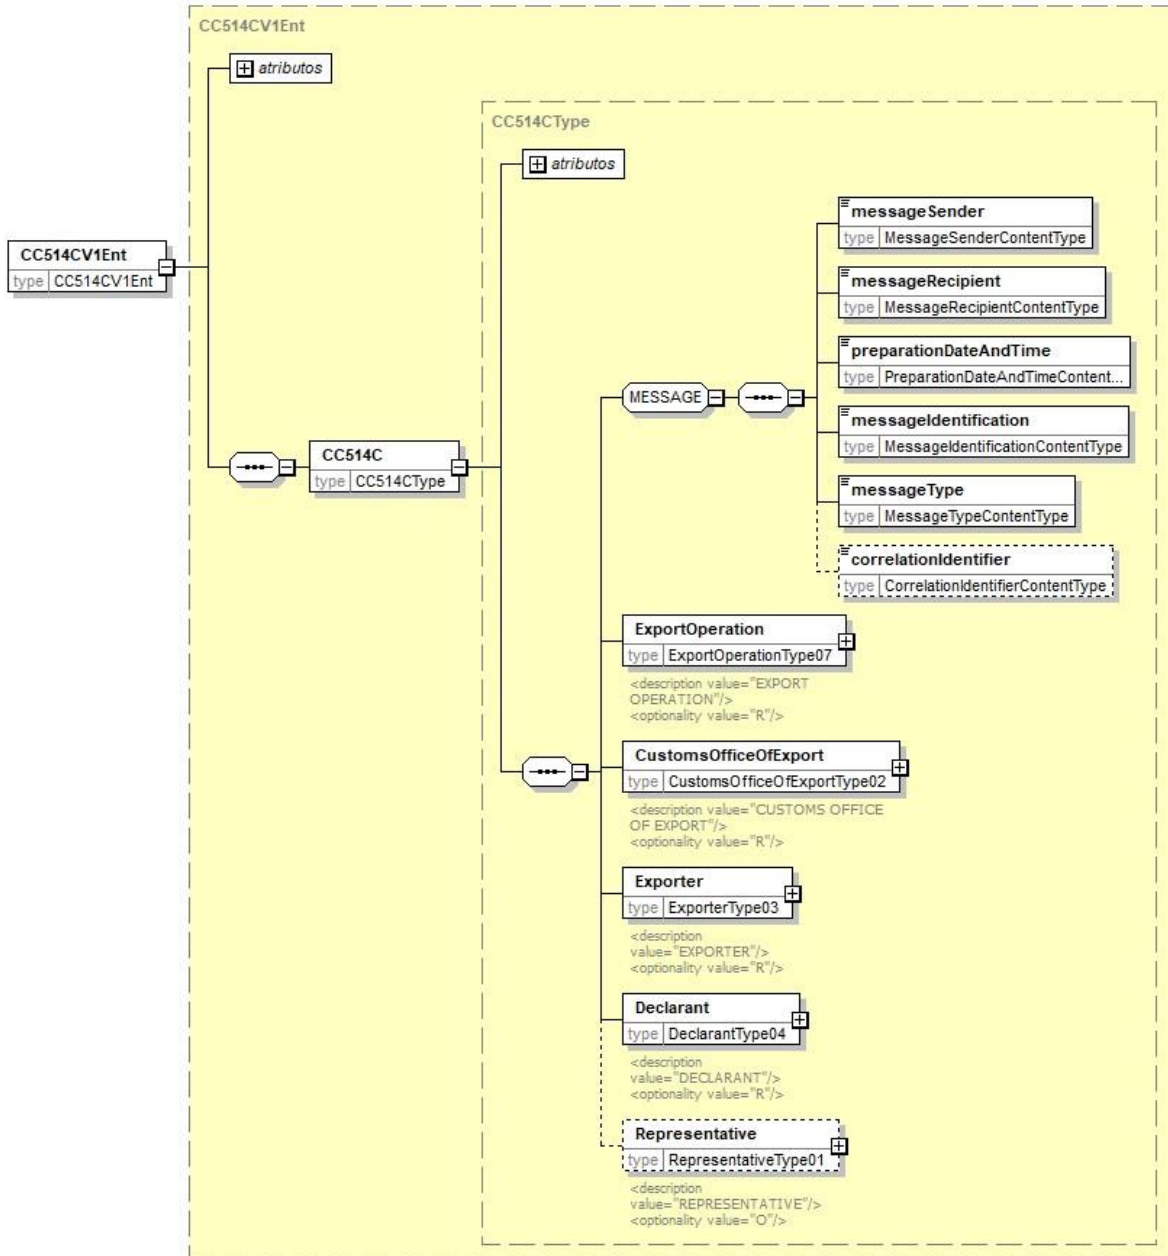 CC514CV1Ent
atributos
CC514CType
atributos
CC514CV1Ent
type CC514CV1Ent
CC514C
type CC514CType
MESSAGE
messageSender
type MessageSenderContentType
messageRecipient
type MessageRecipientContentType
preparationDateAndTime
type PreparationDateAndTimeContent...
messageIdentification
type MessageIdentificationContentType
messageType
type MessageTypeContentType
correlationIdentifier
type CorrelationIdentifierContentType
ExportOperation
type ExportOperationType07
<description value="EXPORT
OPERATION"/>
<optionality value="R"/>
CustomsOfficeOfExport
type CustomsOfficeOfExportType02
<description value="CUSTOMS OFFICE
OF EXPORT"/>
<optionality value="R"/>
Exporter
type ExporterType03
<description
value="EXPORTER"/>
<optionality value="R"/>
Declarant
type DeclarantType04
<description
value="DECLARANT"/>
<optionality value="R"/>
Representative
type RepresentativeType01
<description
value="REPRESENTATIVE"/>
<optionality value="O"/>